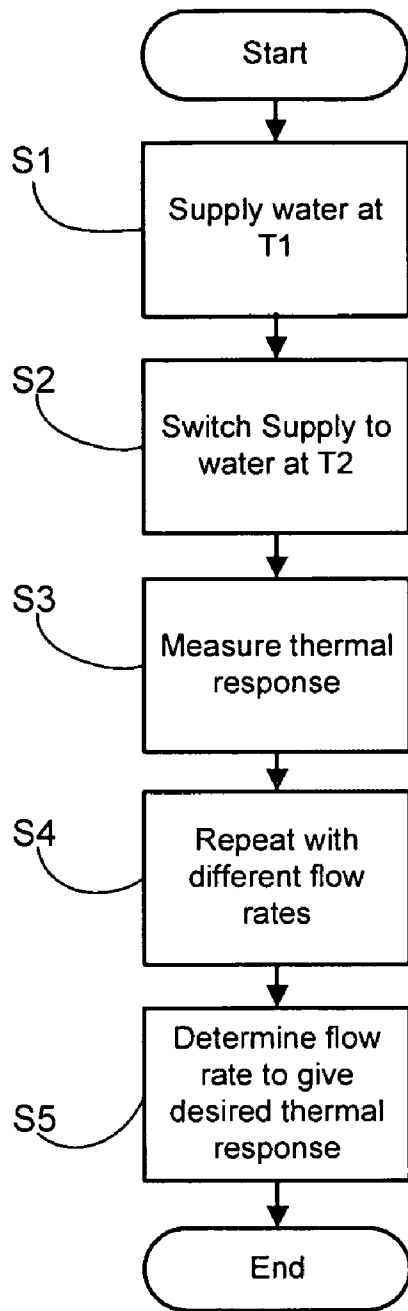 Start
S1
Supply water at
T1
S2
Switch Supply to
water at T2
S3
Measure thermal
response
S4
Repeat with
different flow
rates
S5
Determine flow
rate to give
desired thermal
response
End